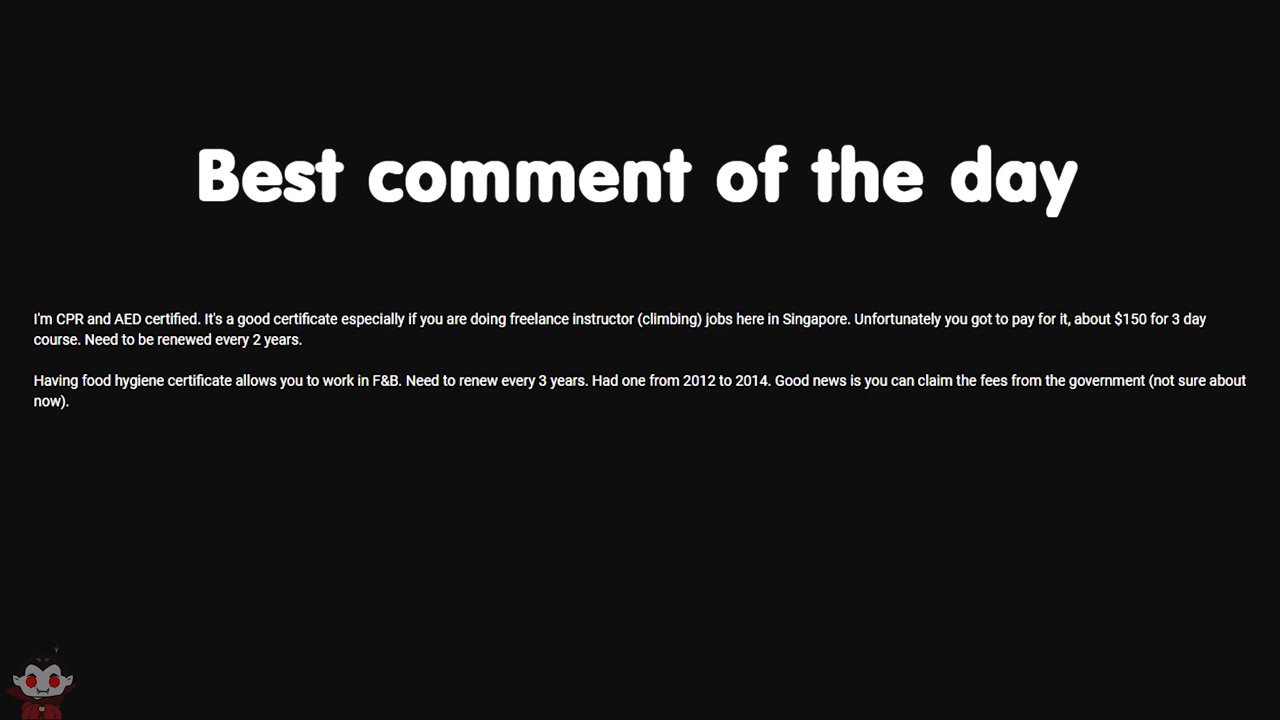 Best comment of the day
I'm CPR and AED certified. It's a good certificate especially if you are doing freelance instructor (climbing) jobs here in Singapore. Unfortunately you got to pay for it, about $150 for 3 day
course. Need to be renewed every 2 years.
Having food hygiene certificate allows you to work in F&B. Need to renew every 3 years. Had one from 2012 to 2014. Good news is you can claim the fees from the government (not sure about
now).